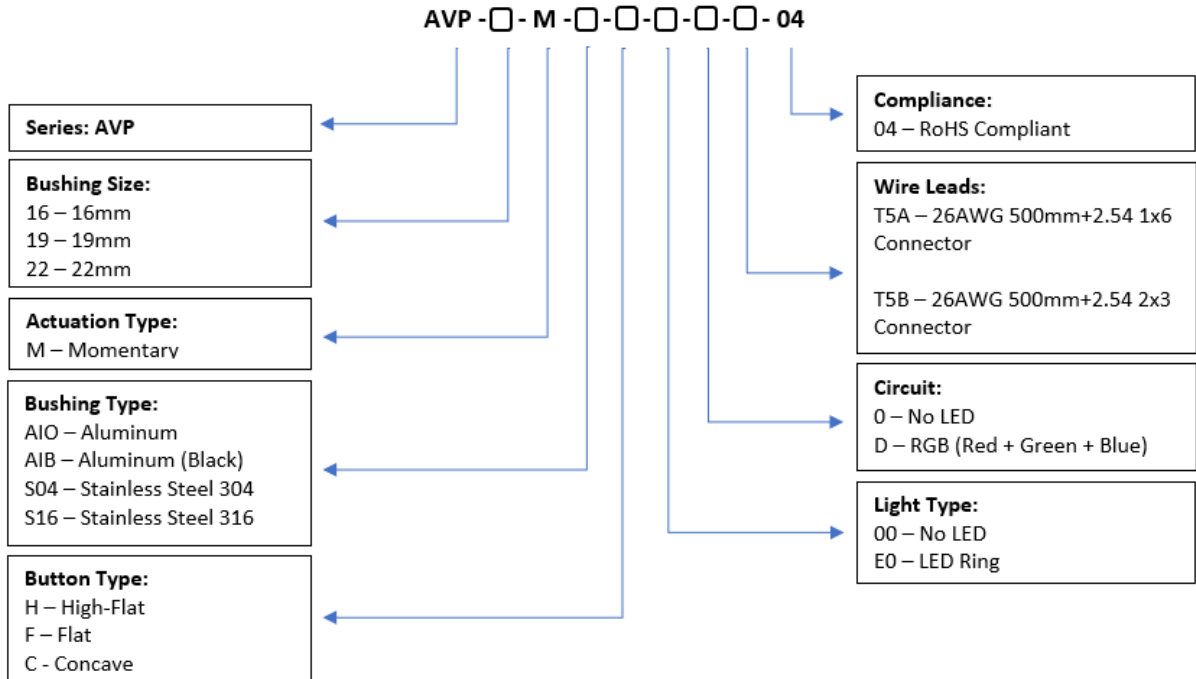 AVP - ▢ - M - ▢ - ▢ - ▢ - ▢ - ▢ - 04
Series: AVP
Bushing Size:
16 – 16mm
19 – 19mm
22 – 22mm
Actuation Type:
M – Momentary
Bushing Type:
AIO – Aluminum
AIB – Aluminum (Black)
S04 – Stainless Steel 304
S16 – Stainless Steel 316
Button Type:
H – High-Flat
F – Flat
C - Concave
Compliance:
04 – RoHS Compliant
Wire Leads:
T5A – 26AWG 500mm+2.54 1x6
Connector
T5B – 26AWG 500mm+2.54 2x3
Connector
Circuit:
0 – No LED
D – RGB (Red + Green + Blue)
Light Type:
00 – No LED
E0 – LED Ring